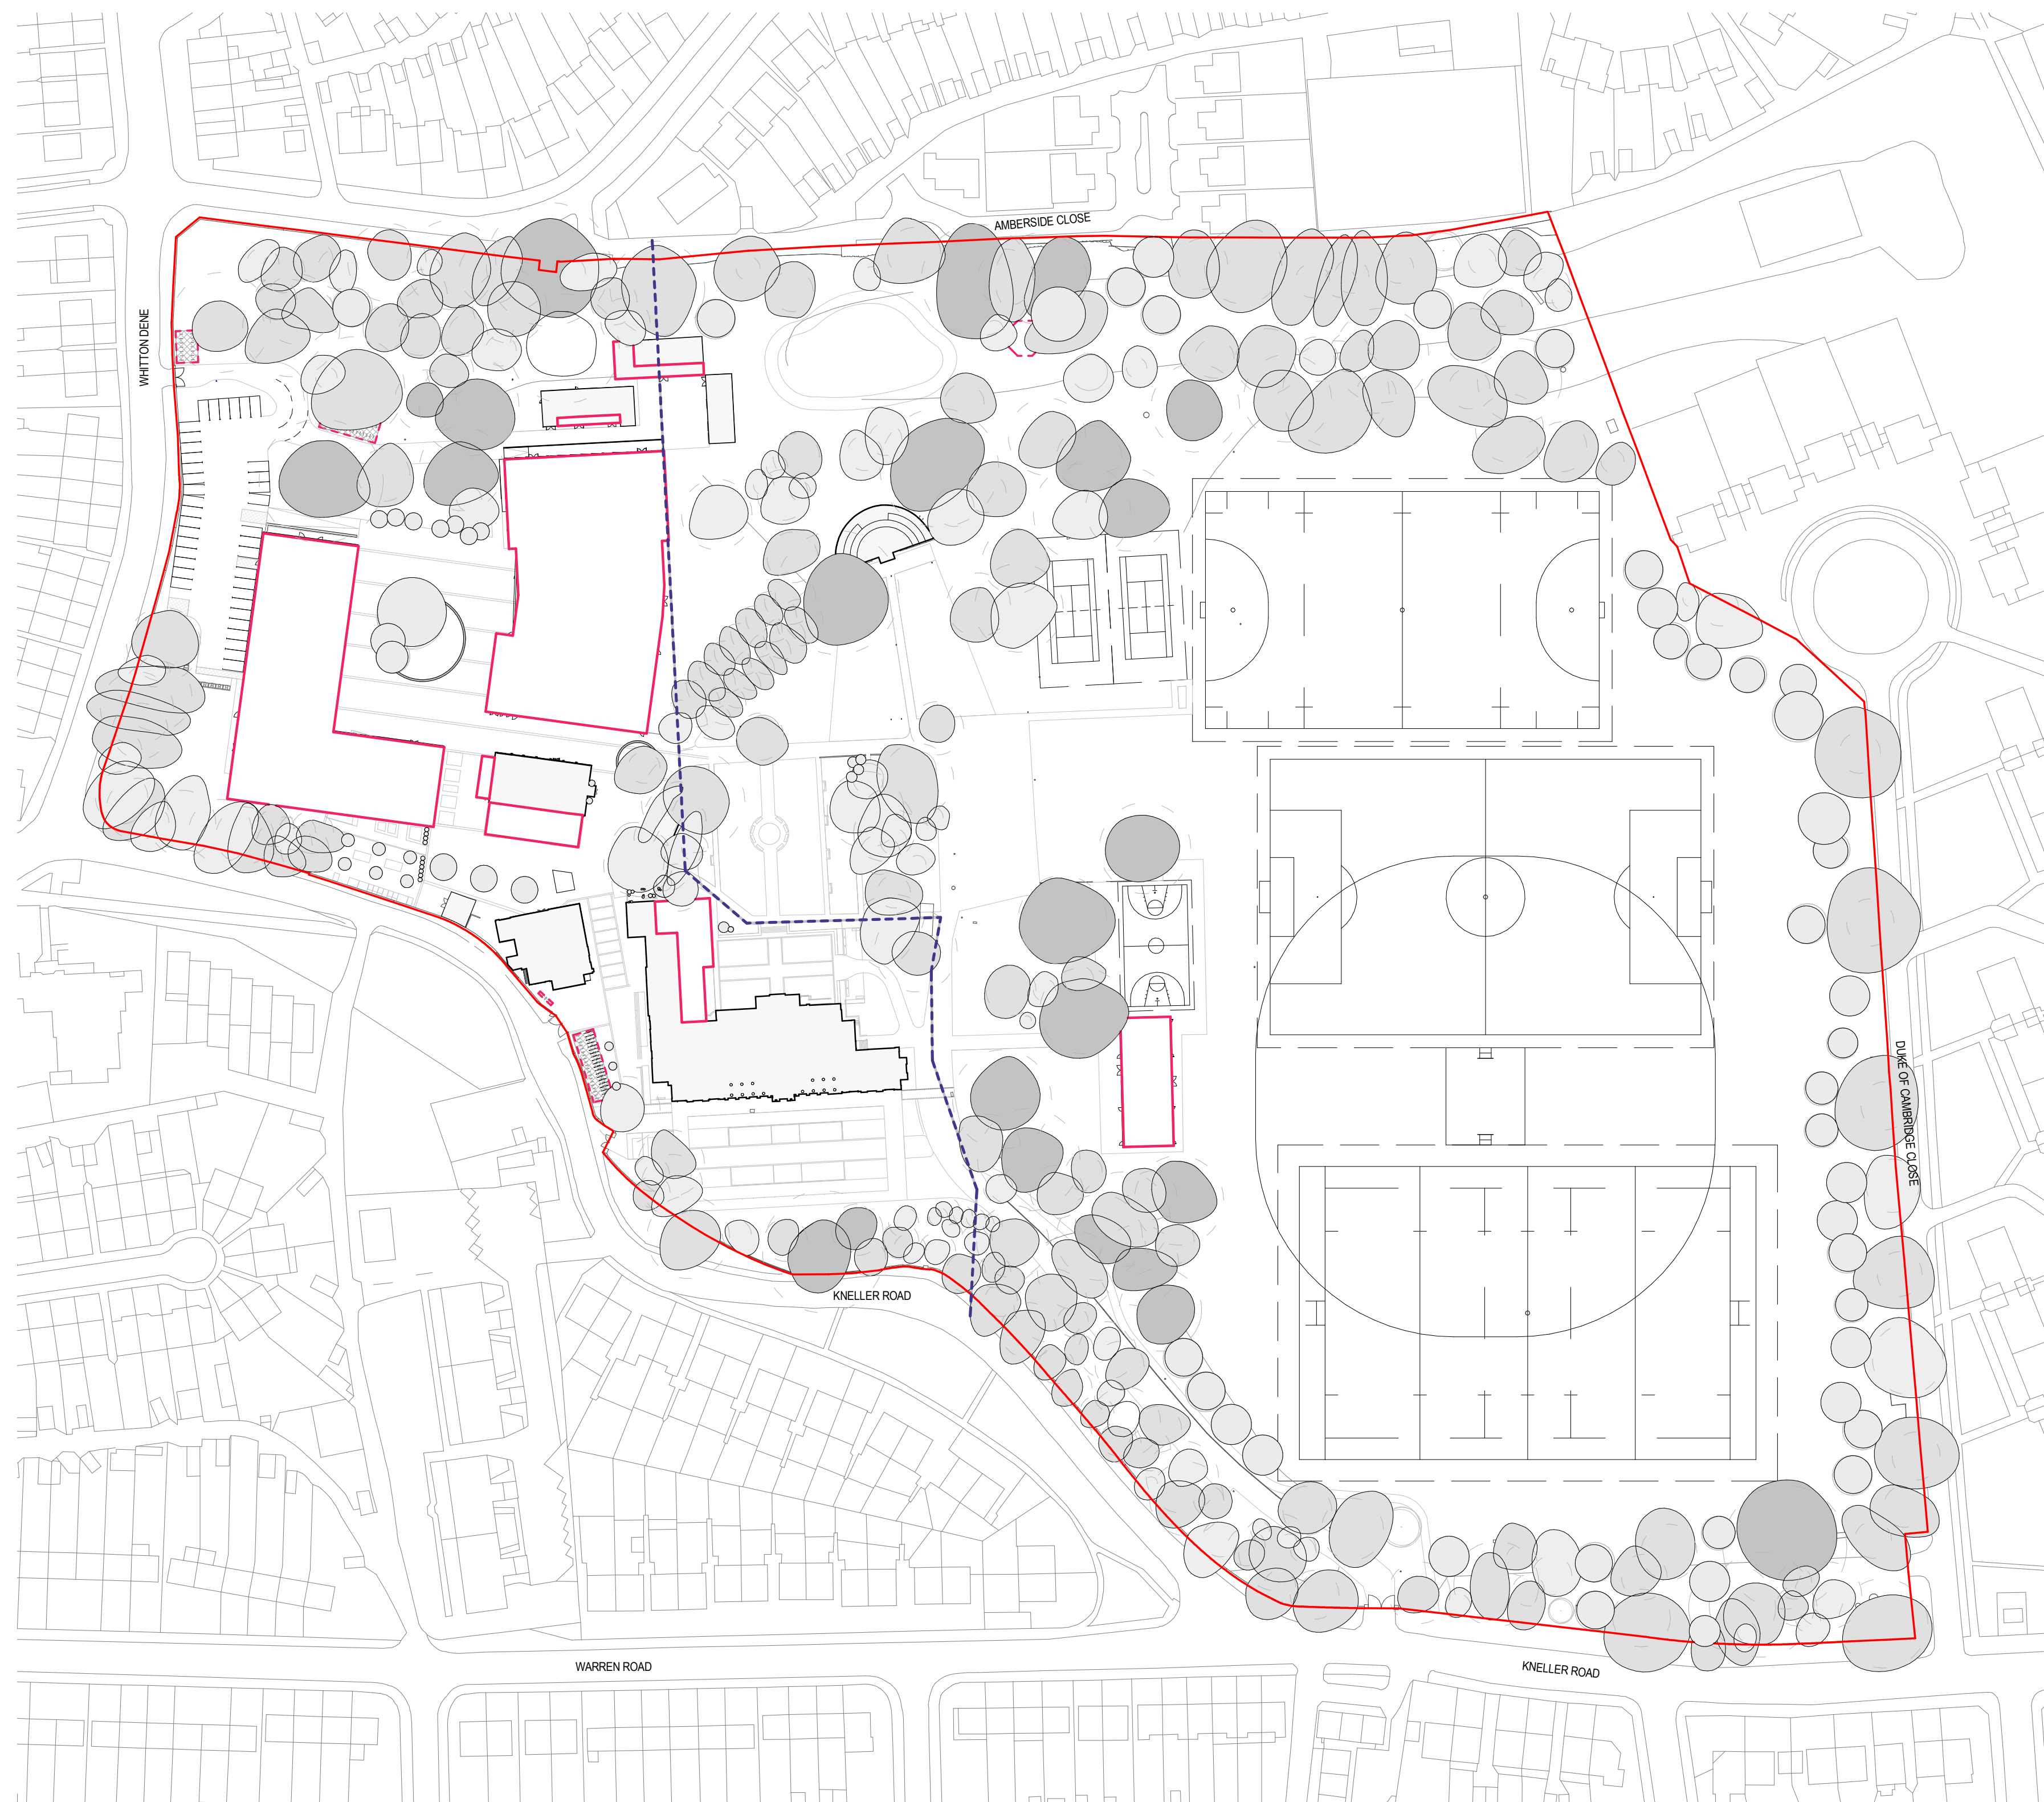 AMBERSIDE CLOSE
WHITTON DENE
DUKE OF CAMBRIDGE CLOSE
KNELLER ROAD
WARREN ROAD
KNELLER ROAD